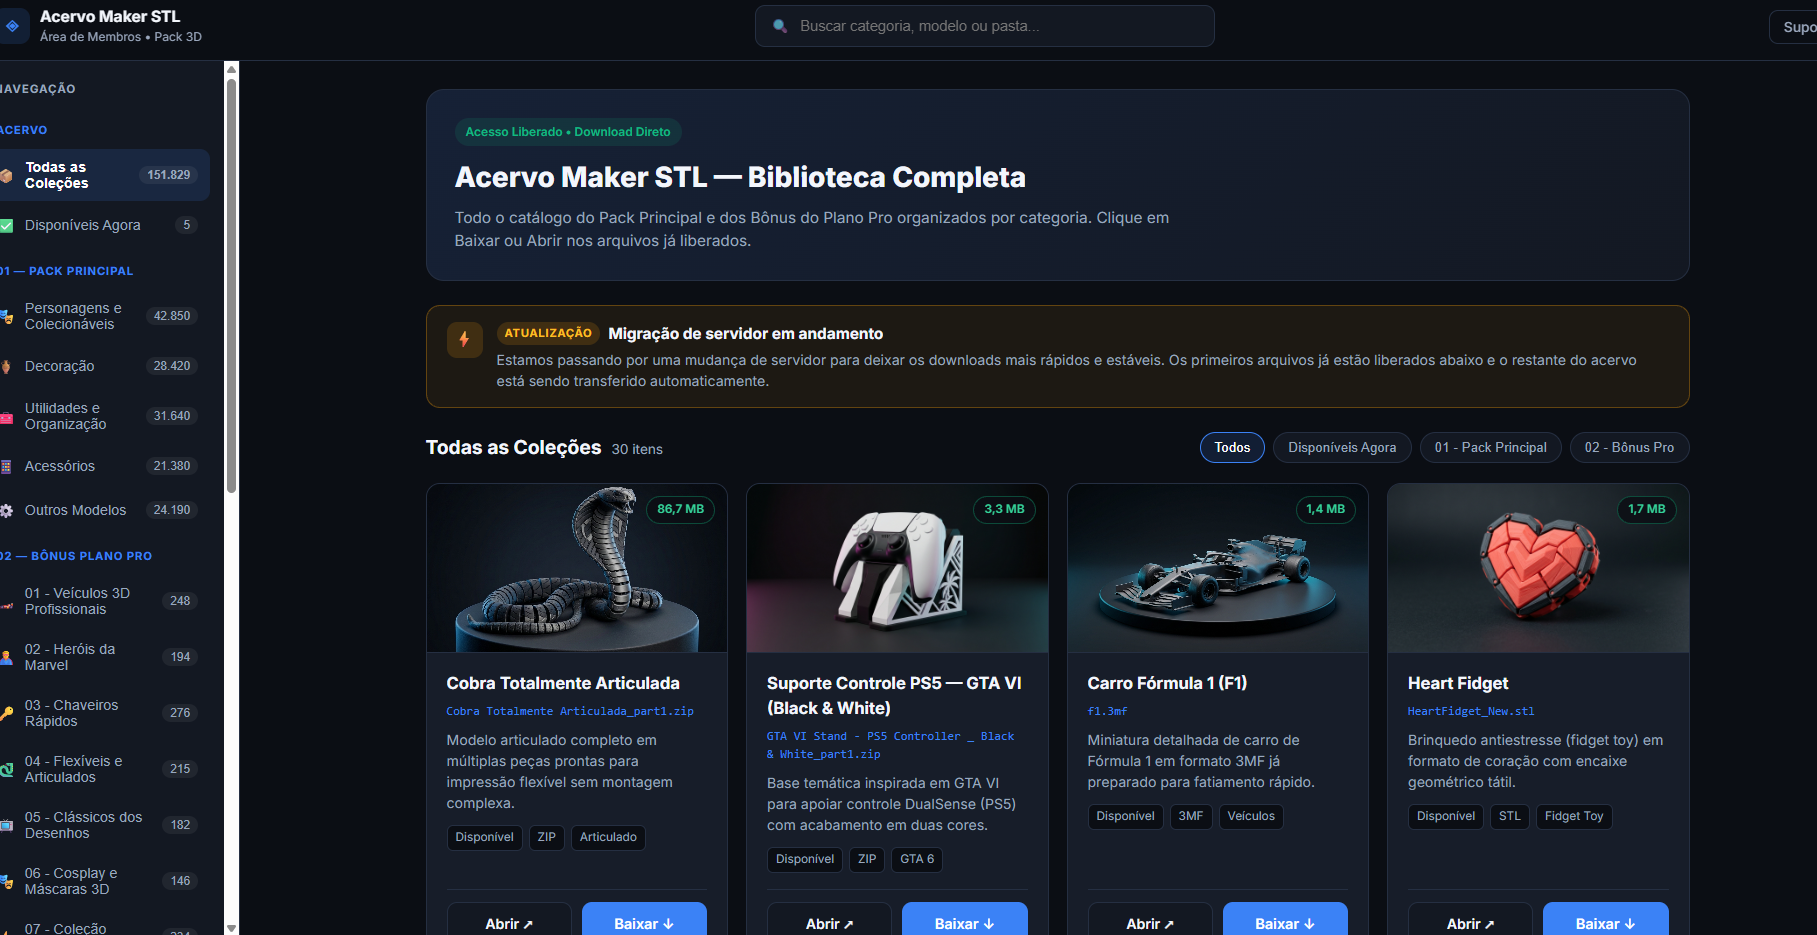 Acervo Maker STL
Área de Membros • Pack 3D
Buscar categoria, modelo ou pasta...
NAVEGAÇÃO
ACERVO
Todas as
Coleções
151.829
Disponíveis Agora
5
01 — PACK PRINCIPAL
Personagens e
Colecionáveis
42.850
Decoração
28.420
Utilidades e
Organização
31.640
Acessórios
21.380
Outros Modelos
24.190
02 — BÔNUS PLANO PRO
01 - Veículos 3D
Profissionais
248
02 - Heróis da
Marvel
194
03 - Chaveiros
Rápidos
276
04 - Flexíveis e
Articulados
215
05 - Clássicos dos
Desenhos
182
06 - Cosplay e
Máscaras 3D
146
07 - Coleção
Acesso Liberado • Download Direto
Acervo Maker STL — Biblioteca Completa
Todo o catálogo do Pack Principal e dos Bônus do Plano Pro organizados por categoria. Clique em
Baixar ou Abrir nos arquivos já liberados.
ATUALIZAÇÃO Migração de servidor em andamento
Estamos passando por uma mudança de servidor para deixar os downloads mais rápidos e estáveis. Os primeiros arquivos já estão liberados abaixo e o restante do acervo
está sendo transferido automaticamente.
Todas as Coleções 30 itens
Todos
Disponíveis Agora
01 - Pack Principal
02 - Bônus Pro
86,7 MB
Cobra Totalmente Articulada
Cobra Totalmente Articulada_part1.zip
Modelo articulado completo em
múltiplas peças prontas para
impressão flexível sem montagem
complexa.
Disponível
ZIP
Articulado
Abrir ↗
Baixar ↓
3,3 MB
Suporte Controle PS5 — GTA VI
(Black & White)
GTA VI Stand - PS5 Controller _ Black
& White_part1.zip
Base temática inspirada em GTA VI
para apoiar controle DualSense (PS5)
com acabamento em duas cores.
Disponível
ZIP
GTA 6
Abrir ↗
Baixar ↓
1,4 MB
Carro Fórmula 1 (F1)
f1.3mf
Miniatura detalhada de carro de
Fórmula 1 em formato 3MF já
preparado para fatiamento rápido.
Disponível
3MF
Veículos
Abrir ↗
Baixar ↓
1,7 MB
Heart Fidget
HeartFidget_New.stl
Brinquedo antiestresse (fidget toy) em
formato de coração com encaixe
geométrico tátil.
Disponível
STL
Fidget Toy
Abrir ↗
Baixar ↓